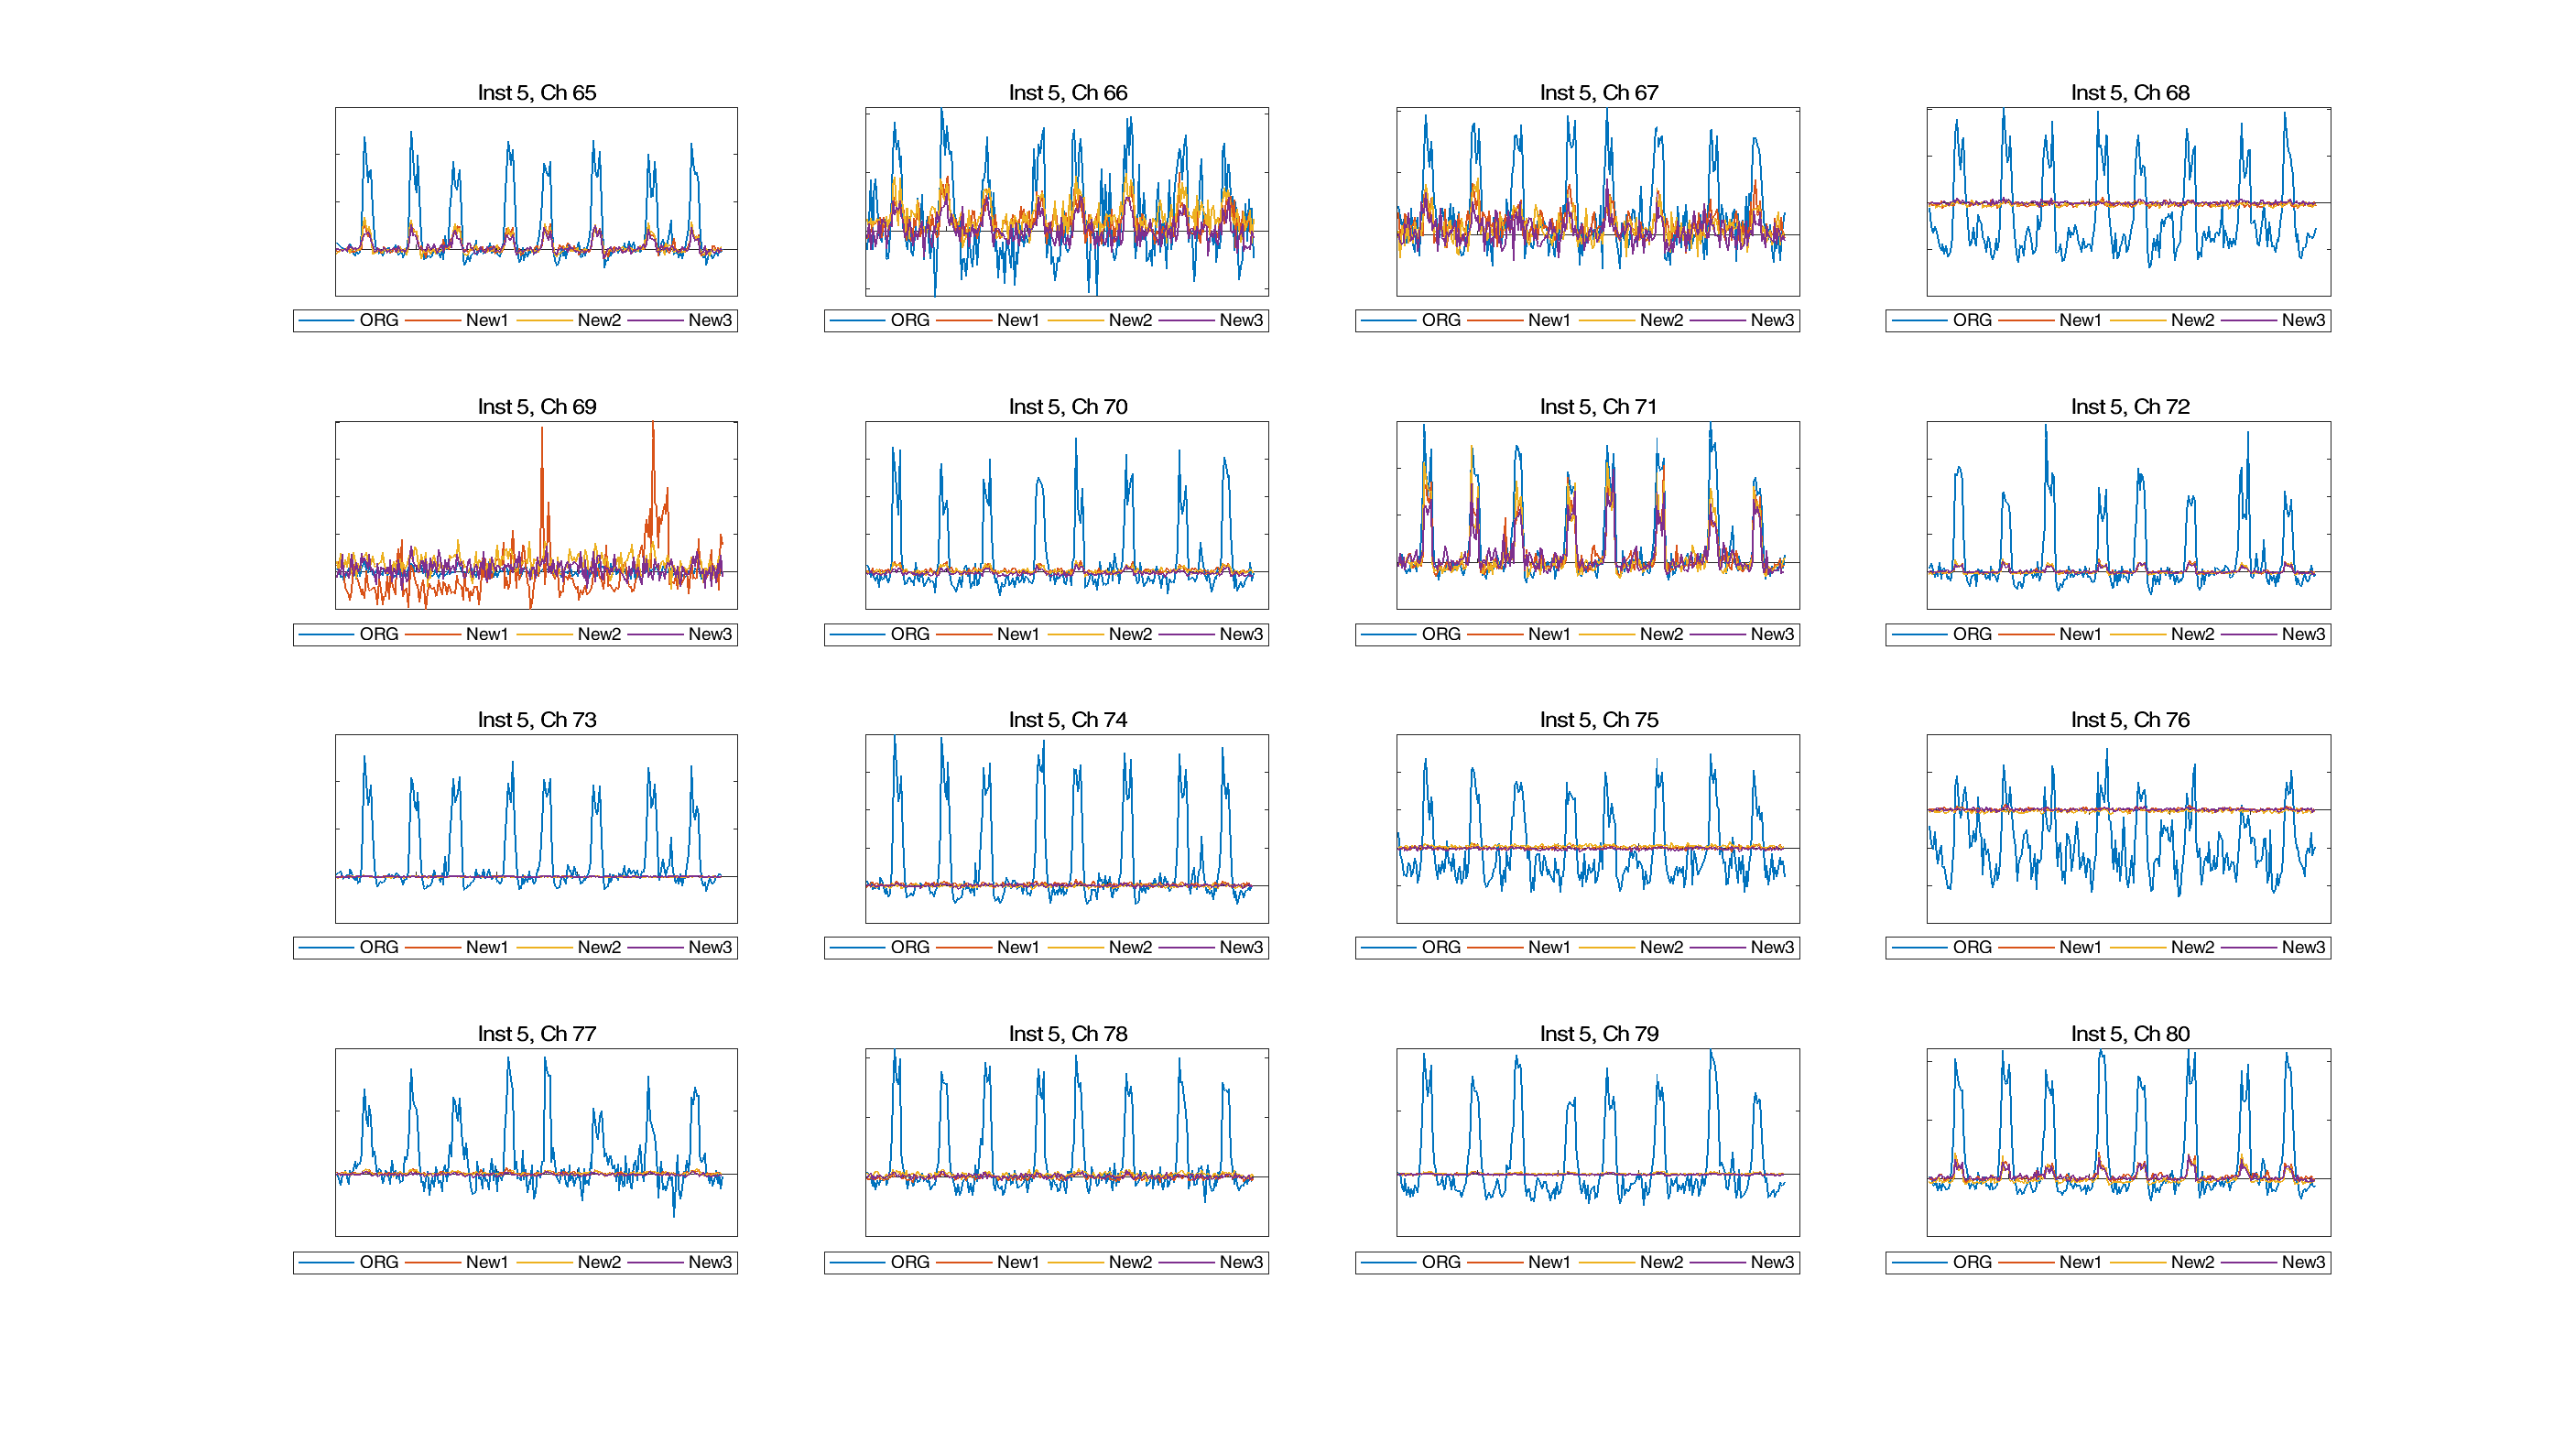 Inst 5, Ch 65 Inst 5, Ch 66 Inst 5, Ch 67 Inst 5, Ch 68
ORG New1 New2 New3 ORG New1 New2 New3 ORG New1 New2 New3 ORG New1 New2 New3
Inst 5, Ch 69 Inst 5, Ch 70 Inst 5, Ch 71 Inst 5, Ch 72
ORG New1 New2 New3 ORG New1 New2 New3 ORG New1 New2 New3 ORG New1 New2 New3
Inst 5, Ch 73 Inst 5, Ch 74 Inst 5, Ch 75 Inst 5, Ch 76
ORG New1 New2 New3 ORG New1 New2 New3 ORG New1 New2 New3 ORG New1 New2 New3
Inst 5, Ch 77 Inst 5, Ch 78 Inst 5, Ch 79 Inst 5, Ch 80
ORG New1 New2 New3 ORG New1 New2 New3 ORG New1 New2 New3 ORG New1 New2 New3